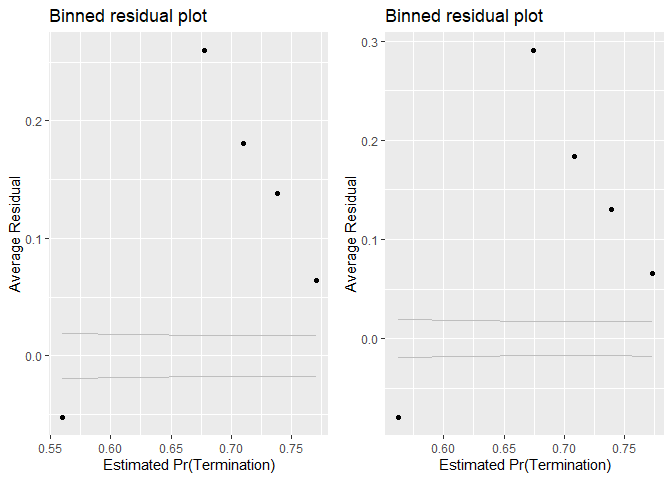 Binned residual plot
Average Residual
0.2
0.1
0.0
0.55 0.60 0.65 0.70 0.75
Estimated Pr(Termination)
Binned residual plot
Average Residual
0.3
0.2
0.1
0.0
0.60 0.65 0.70 0.75
Estimated Pr(Termination)